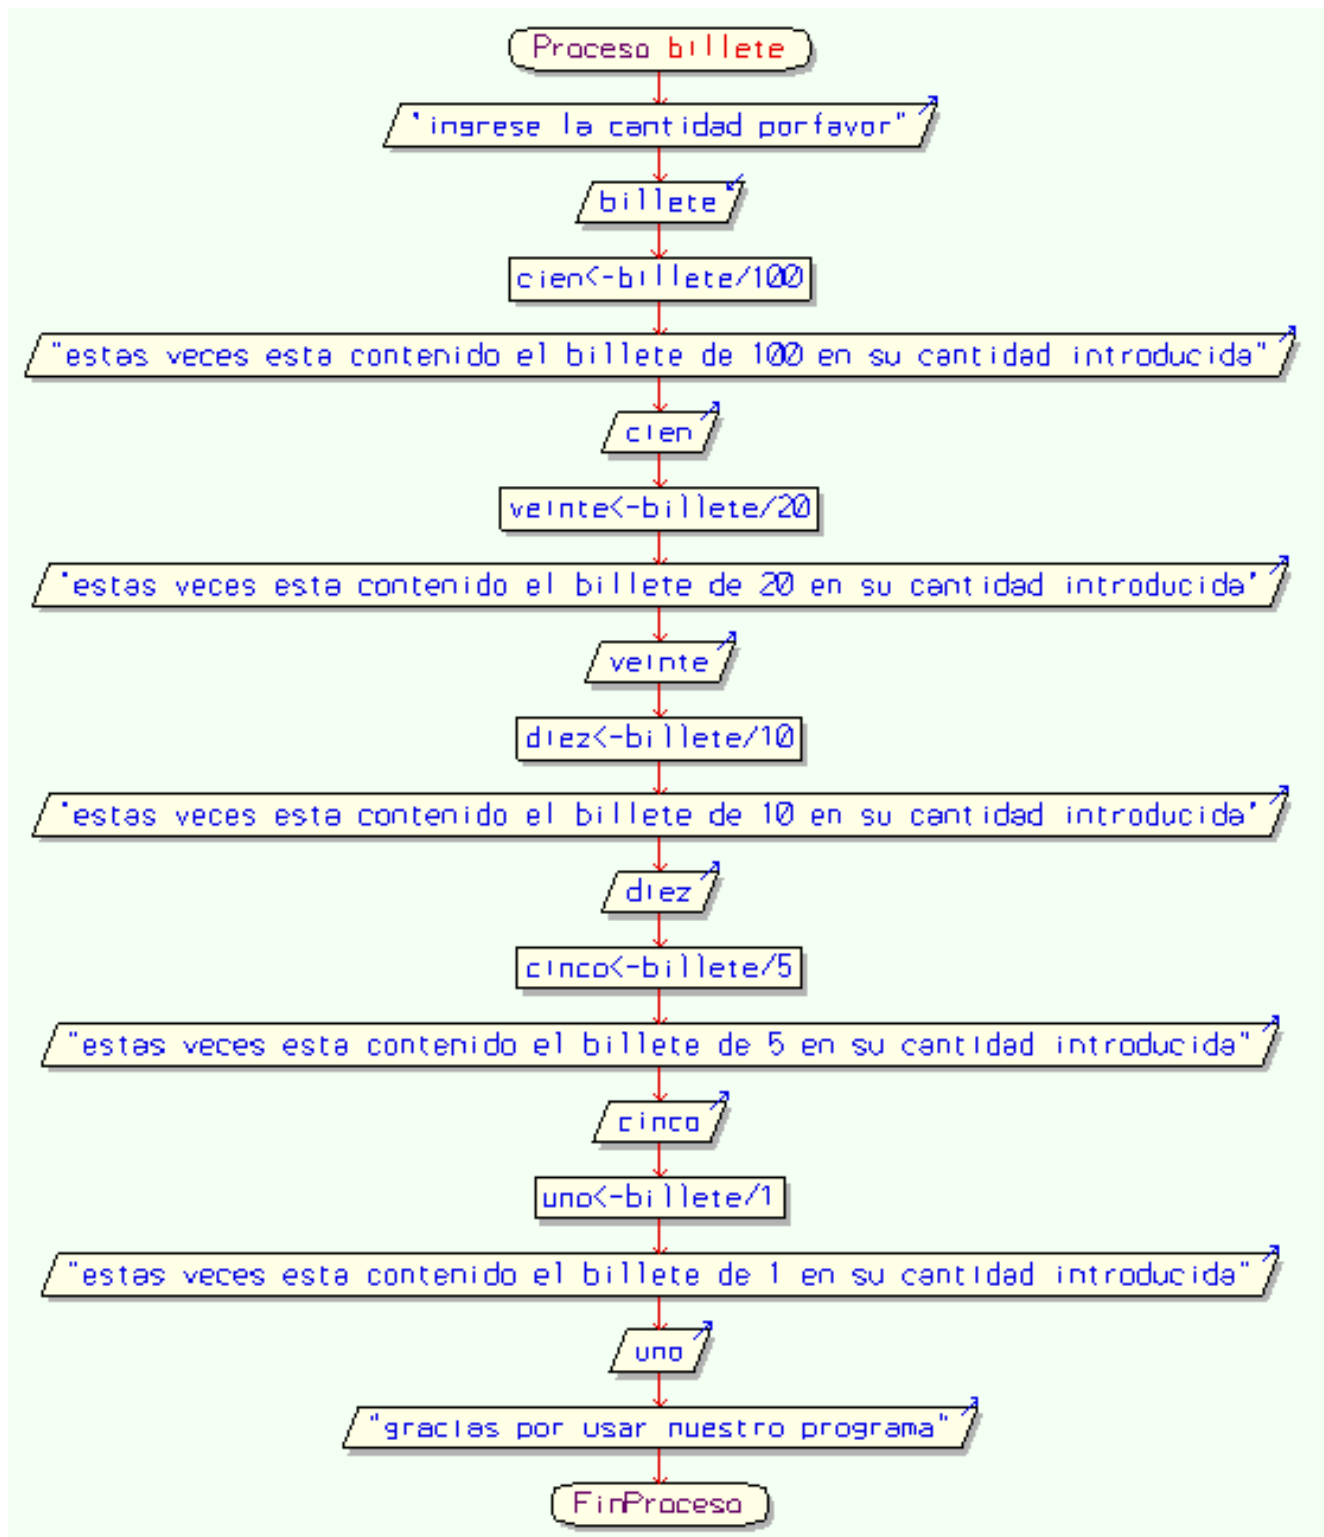 Proceso billete
"ingrese la cantidad porfavor"
billete
cien<-billete/100
"estas veces esta contenido el billete de 100 en su cantidad introducida"
cien
veinte<-billete/20
"estas veces esta contenido el billete de 20 en su cantidad introducida"
veinte
diez<-billete/10
"estas veces esta contenido el billete de 10 en su cantidad introducida"
diez
cinco<-billete/5
"estas veces esta contenido el billete de 5 en su cantidad introducida"
cinco
uno<-billete/1
"estas veces esta contenido el billete de 1 en su cantidad introducida"
uno
"gracias por usar nuestro programa"
FinProceso